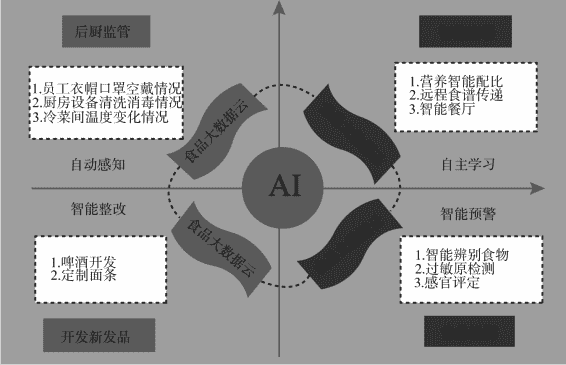 后厨监管
1.员工衣帽口罩穿戴情况
2.厨房设备清洗消毒情况
3.冷菜间温度变化情况
自动感知
食品大数据云
1.营养智能配比
2.远程食谱传递
3.智能餐厅
自主学习
AI
智能整改
1.啤酒开发
2.定制面条
开发新发品
食品大数据云
智能预警
1.智能辨别食物
2.过敏原检测
3.感官评定